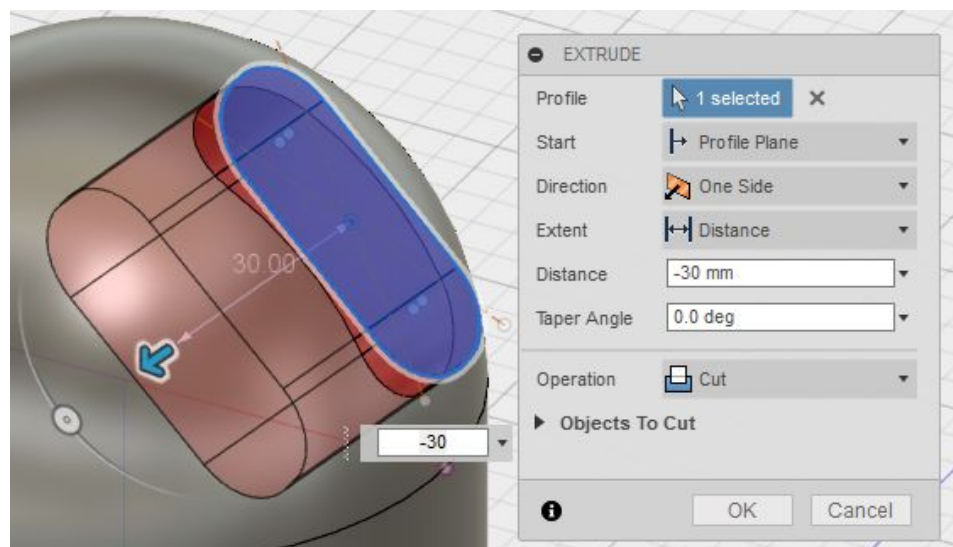 EXTRUDE
Profile 1 selected
Start Profile Plane
Direction One Side
Extent Distance
Distance -30 mm
Taper Angle 0.0 deg
Operation Cut
Objects To Cut
OK Cancel
30.00
-30